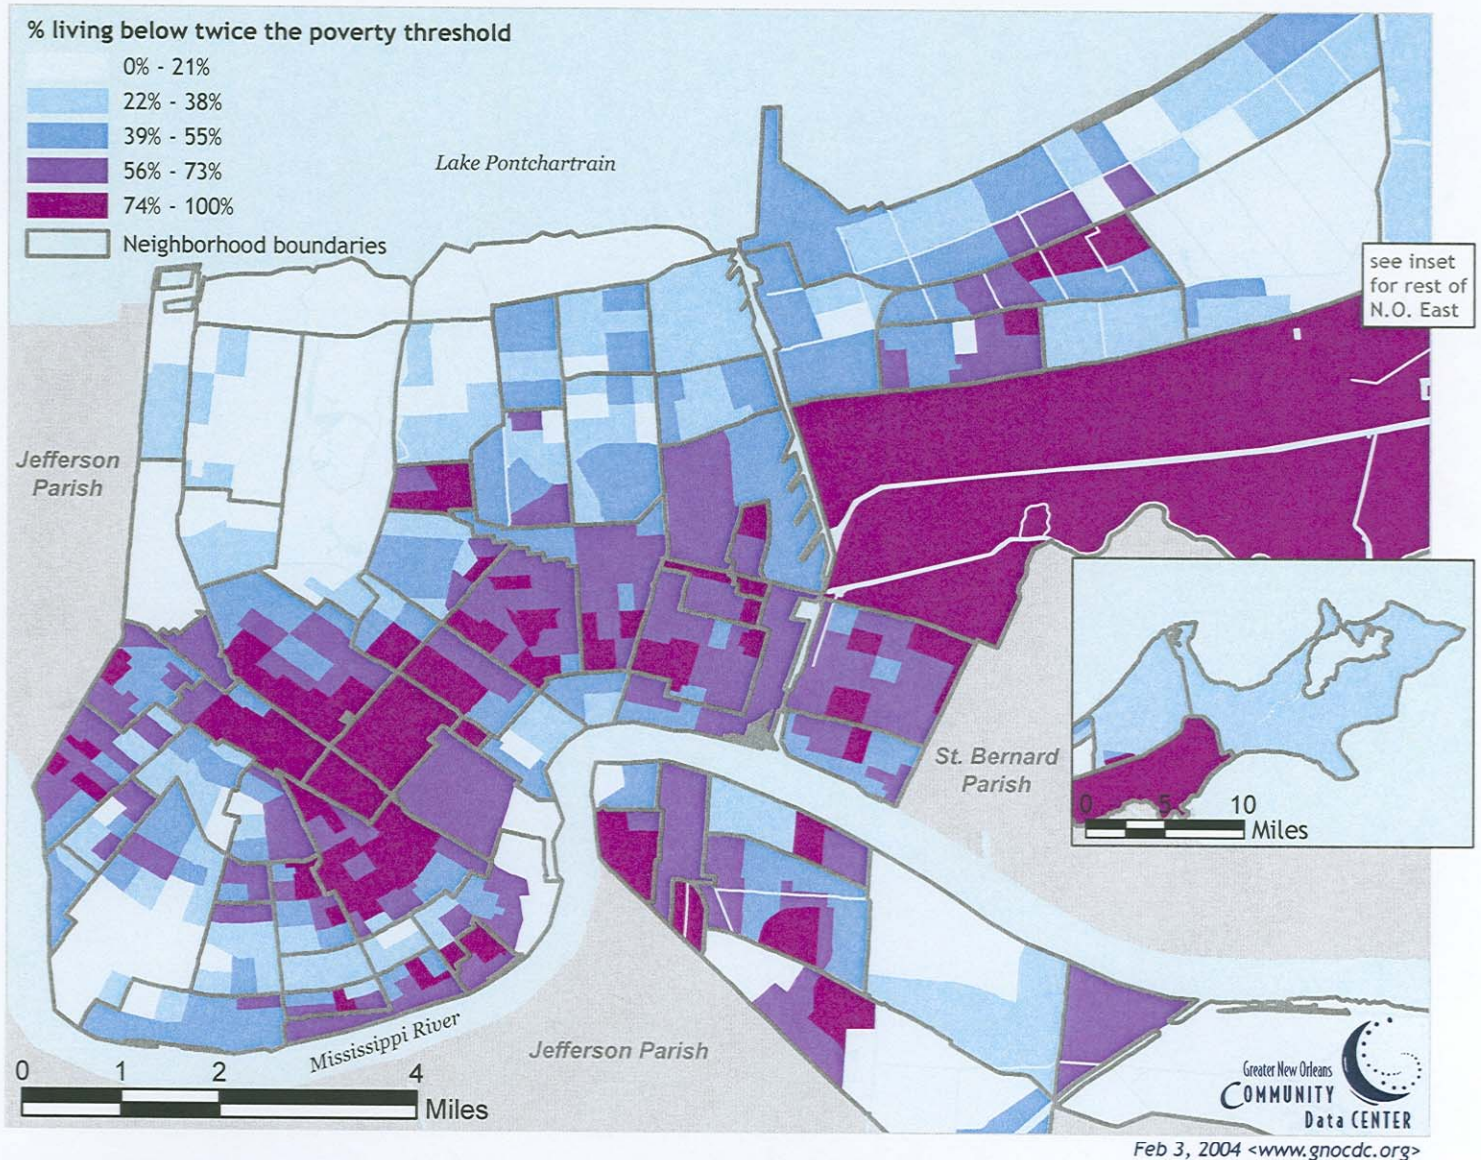 % living below twice the poverty threshold
0% - 21%
22% - 38%
39% - 55%
56% - 73%
74% - 100%
Neighborhood boundaries
Lake Pontchartrain
see inset
for rest of
N.O. East
Jefferson
Parish
St. Bernard
Parish
0 5 10
Miles
Mississippi River
Jefferson Parish
0 1 2 4
Miles
Greater New Orleans
COMMUNITY
Data CENTER
Feb 3, 2004 <www.gnocdc.org>